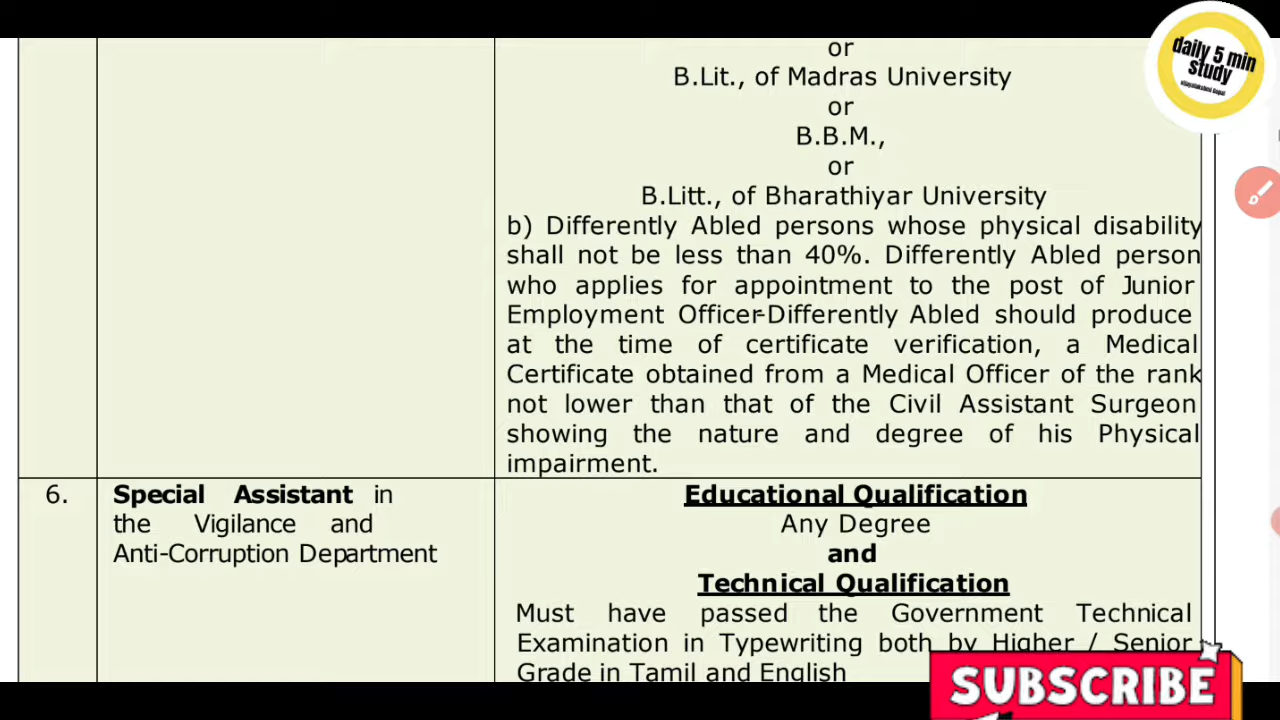 or
B.Lit., of Madras University
or
B.B.M.,
or
B.Litt., of Bharathiyar University
b) Differently Abled persons whose physical disability
shall not be less than 40%. Differently Abled person
who applies for appointment to the post of Junior
Employment Officer-Differently Abled should produce
at the time of certificate verification, a Medical
Certificate obtained from a Medical Officer of the rank
not lower than that of the Civil Assistant Surgeon
showing the nature and degree of his Physical
impairment.
6.
Special Assistant in
the Vigilance and
Anti-Corruption Department
Educational Qualification
Any Degree
and
Technical Qualification
Must have passed the Government Technical
Examination in Typewriting both by Higher / Senior
Grade in Tamil and English
daily 5 min
study
vijayalakshmi Gopal
SUBSCRIBE